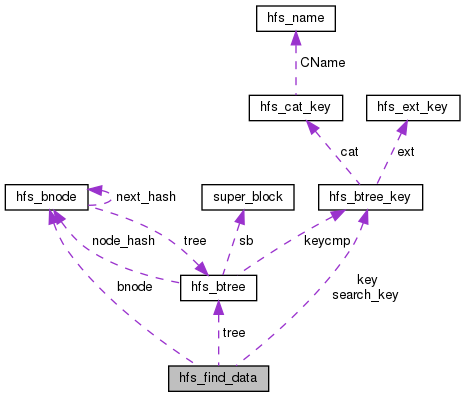 hfs_name
CName
hfs_cat_key
hfs_ext_key
cat
ext
hfs_bnode
next_hash
super_block
hfs_btree_key
node_hash
tree
sb
keycmp
bnode
hfs_btree
key
search_key
tree
hfs_find_data